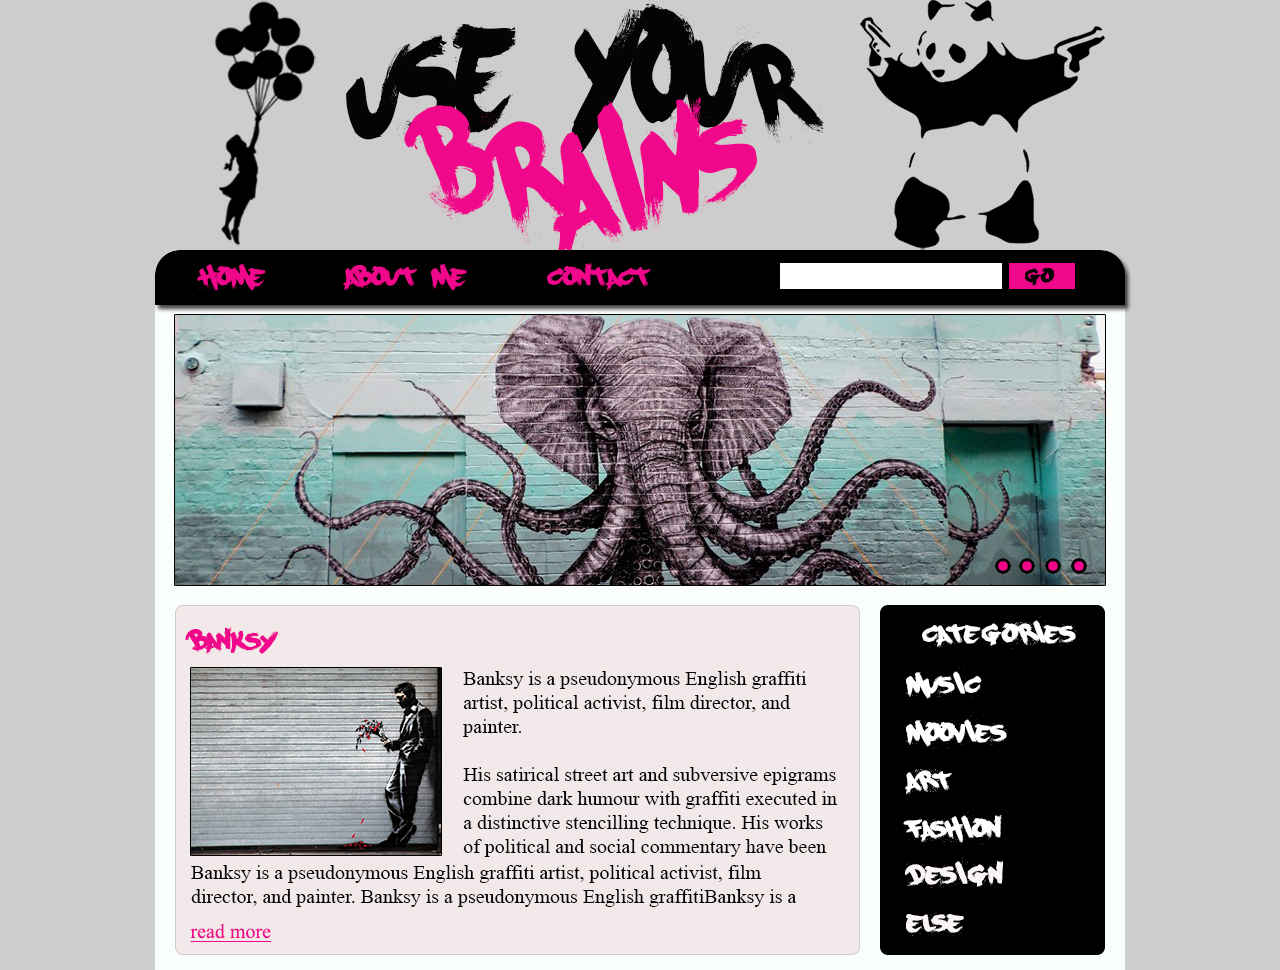 USE YOUR
BRAINS
HOME ABOUT ME CONTACT GO
BANKSY
Banksy is a pseudonymous English graffiti
artist, political activist, film director, and
painter.
His satirical street art and subversive epigrams
combine dark humour with graffiti executed in
a distinctive stencilling technique. His works
of political and social commentary have been
Banksy is a pseudonymous English graffiti artist, political activist, film
director, and painter. Banksy is a pseudonymous English graffitiBanksy is a
read more
CATEGORIES
MUSIC
MOOVIES
ART
FASHION
DESIGN
ELSE